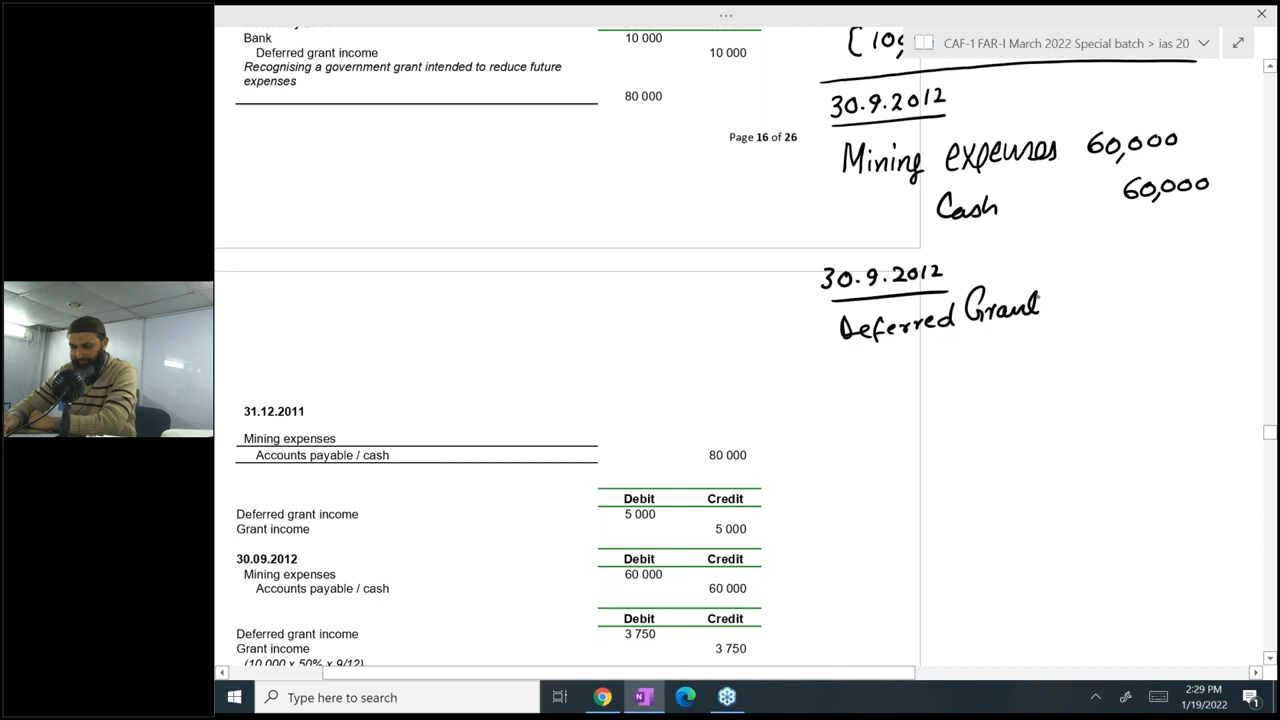 CAF-1 FAR-I March 2022 Special batch > ias 20
Bank 10 000
Deferred grant income 10 000
Recognising a government grant intended to reduce future
expenses
80 000
Page 16 of 26
30.9.2012
Mining expenses 60,000
Cash 60,000
30.9.2012
Deferred Grant
31.12.2011
Mining expenses
Accounts payable / cash 80 000
Debit Credit
Deferred grant income 5 000
Grant income 5 000
30.09.2012 Debit Credit
Mining expenses 60 000
Accounts payable / cash 60 000
Debit Credit
Deferred grant income 3 750
Grant income 3 750
(10 000 x 50% x 9/12)
Type here to search
2:29 PM
1/19/2022